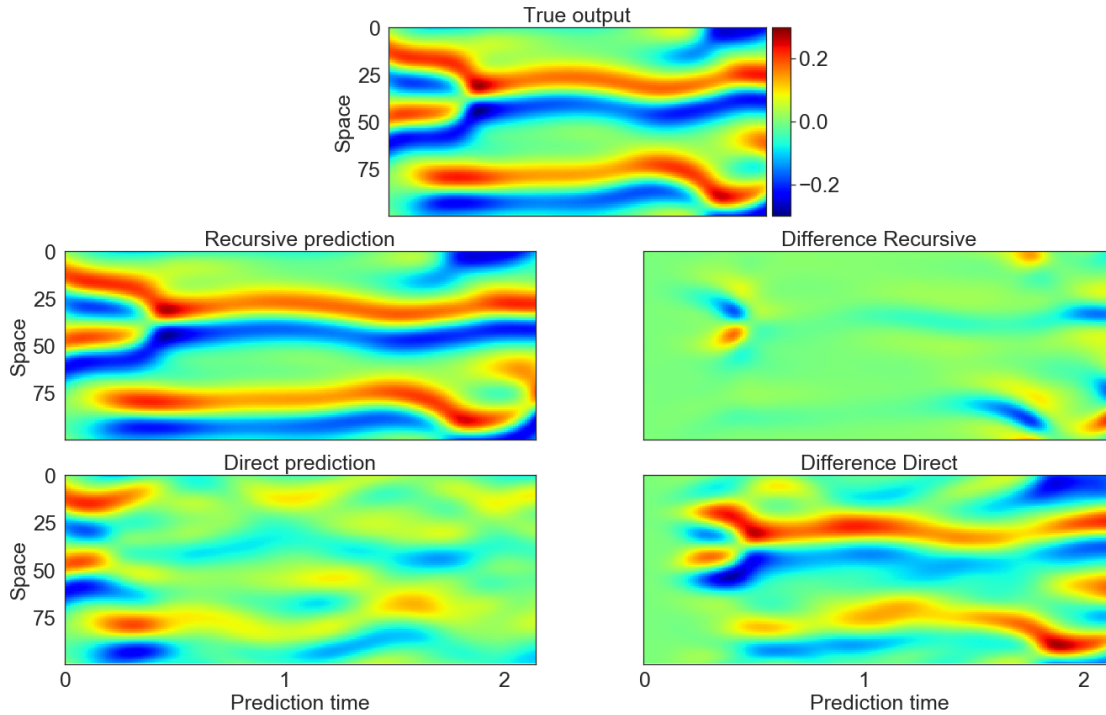 True output
0
25
50
75
Space
0.2
0.0
−0.2
Recursive prediction
0
25
50
75
Space
Difference Recursive
Direct prediction
0
25
50
75
Space
0
1
2
Prediction time
Difference Direct
0
1
2
Prediction time